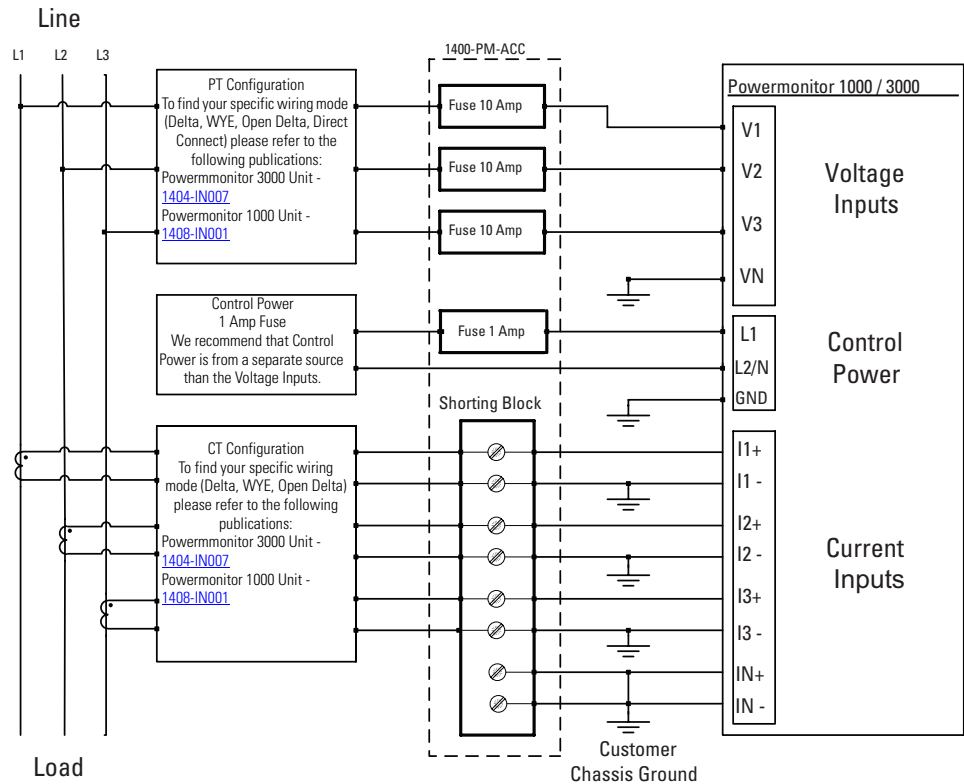 Line
L1 L2 L3
1400-PM-ACC
PT Configuration
To find your specific wiring mode
(Delta, WYE, Open Delta, Direct
Connect) please refer to the
following publications:
Powermmonitor 3000 Unit -
1404-IN007
Powermonitor 1000 Unit -
1408-IN001
Fuse 10 Amp
Fuse 10 Amp
Fuse 10 Amp
Powermonitor 1000 / 3000
V1
V2
V3
VN
Voltage
Inputs
Control Power
1 Amp Fuse
We recommend that Control
Power is from a separate source
than the Voltage Inputs.
Fuse 1 Amp
L1
L2/N
GND
Control
Power
Shorting Block
CT Configuration
To find your specific wiring
mode (Delta, WYE, Open Delta)
please refer to the following
publications:
Powermmonitor 3000 Unit -
1404-IN007
Powermonitor 1000 Unit -
1408-IN001
I1+
I1 -
I2+
I2 -
I3+
I3 -
IN+
IN -
Current
Inputs
Load
Customer
Chassis Ground